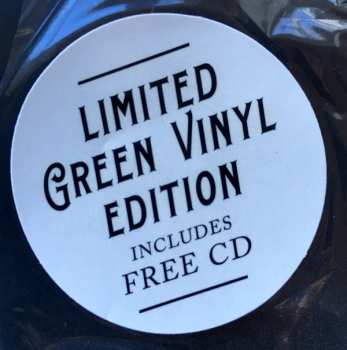 LIMITED
GREEN VINYL
EDITION
INCLUDES
FREE CD